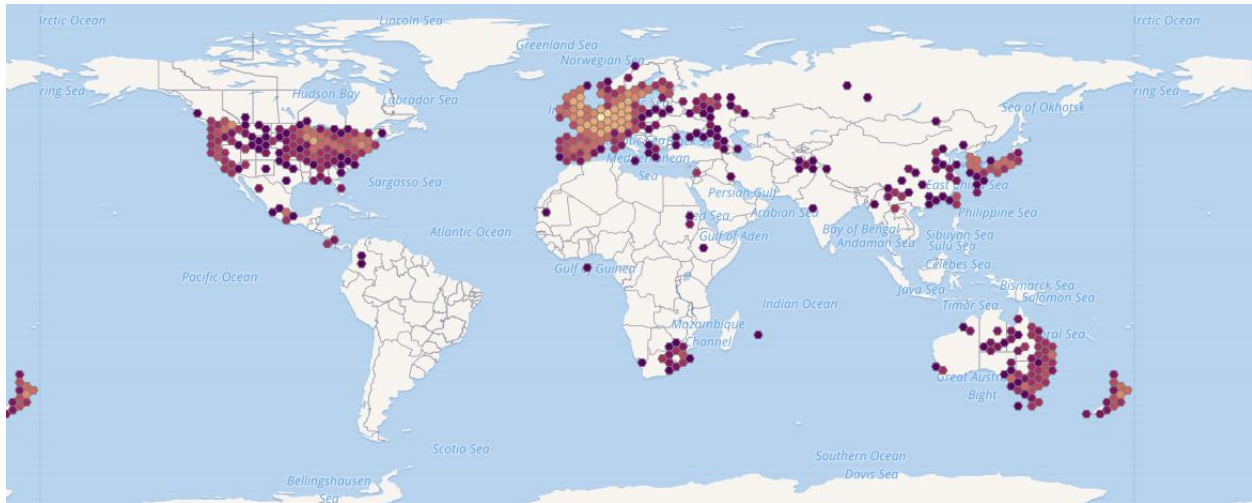 Arctic Ocean
Lincoln Sea
Arctic Ocean
Greenland Sea
Norwegian Sea
ring Sea
Hudson Bay
Labrador Sea
Sea of Okhotsk
ring Sea
Mediterranean
Sea
Sargasso Sea
Persian Gulf
East China Sea
Arabian Sea
Philippine Sea
Red Sea
Atlantic Ocean
Gulf of Aden
Bay of Bengal
Andaman Sea
Sibuyan Sea
Sulu Sea
Pacific Ocean
Gulf of Guinea
Celebes Sea
Java Sea
Bismarck Sea
Solomon Sea
Indian Ocean
Timor Sea
Mozambique
Channel
oral Sea
Great Austra
Bight
Scotia Sea
Southern Ocean
Davis Sea
Bellingshausen
Sea